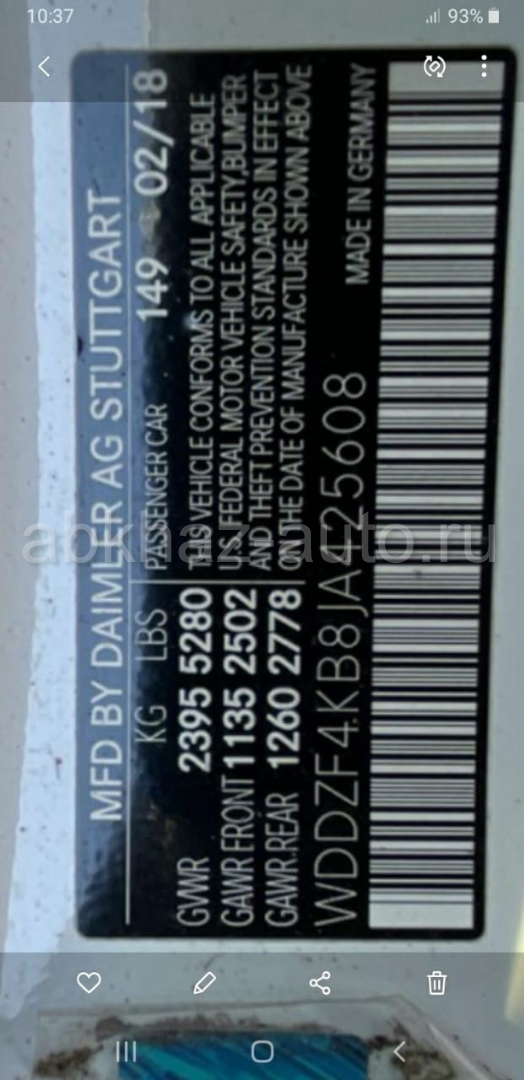 10:37
93%
MFD BY DAIMLER AG STUTTGART
149 02/18
KG LBS PASSENGER CAR
GVWR 2395 5280
GAWR FRONT 1135 2502
GAWR.REAR 1260 2778
THIS VEHICLE CONFORMS TO ALL APPLICABLE
U.S. FEDERAL MOTOR VEHICLE SAFETY,BUMPER
AND THEFT PREVENTION STANDARDS IN EFFECT
ON THE DATE OF MANUFACTURE SHOWN ABOVE
WDDZF4KB8JA425608
MADE IN GERMANY
abkhaz-auto.ru